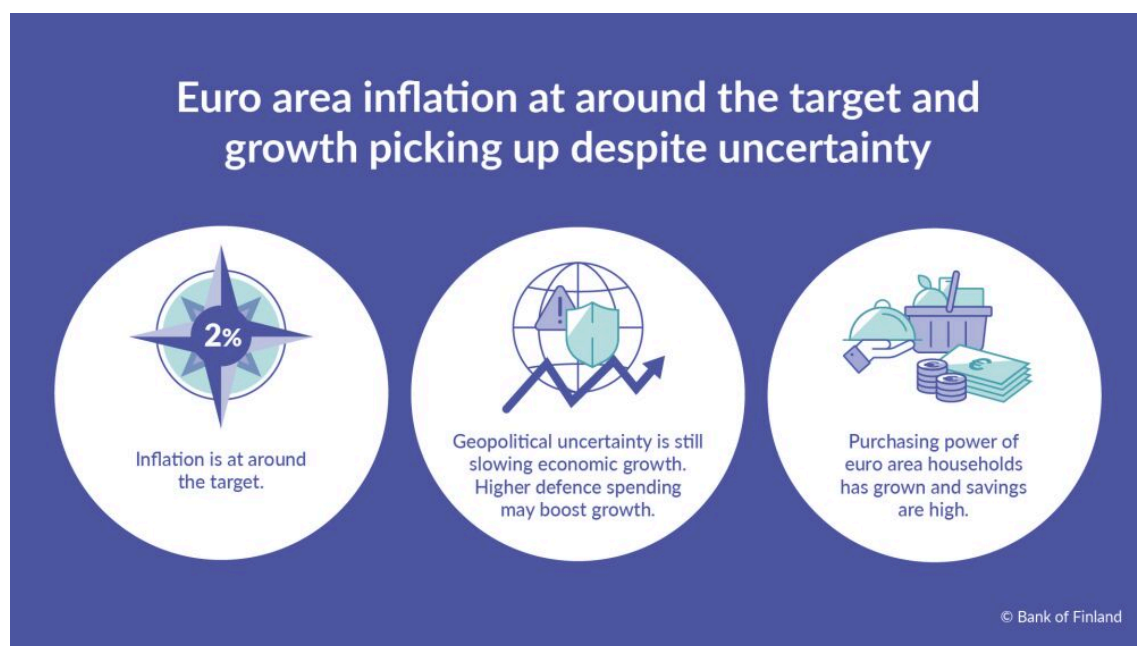 Euro area inflation at around the target and
growth picking up despite uncertainty
2%
Inflation is at around
the target.
!
Geopolitical uncertainty is still
slowing economic growth.
Higher defence spending
may boost growth.
€
€
€
Purchasing power of
euro area households
has grown and savings
are high.
© Bank of Finland